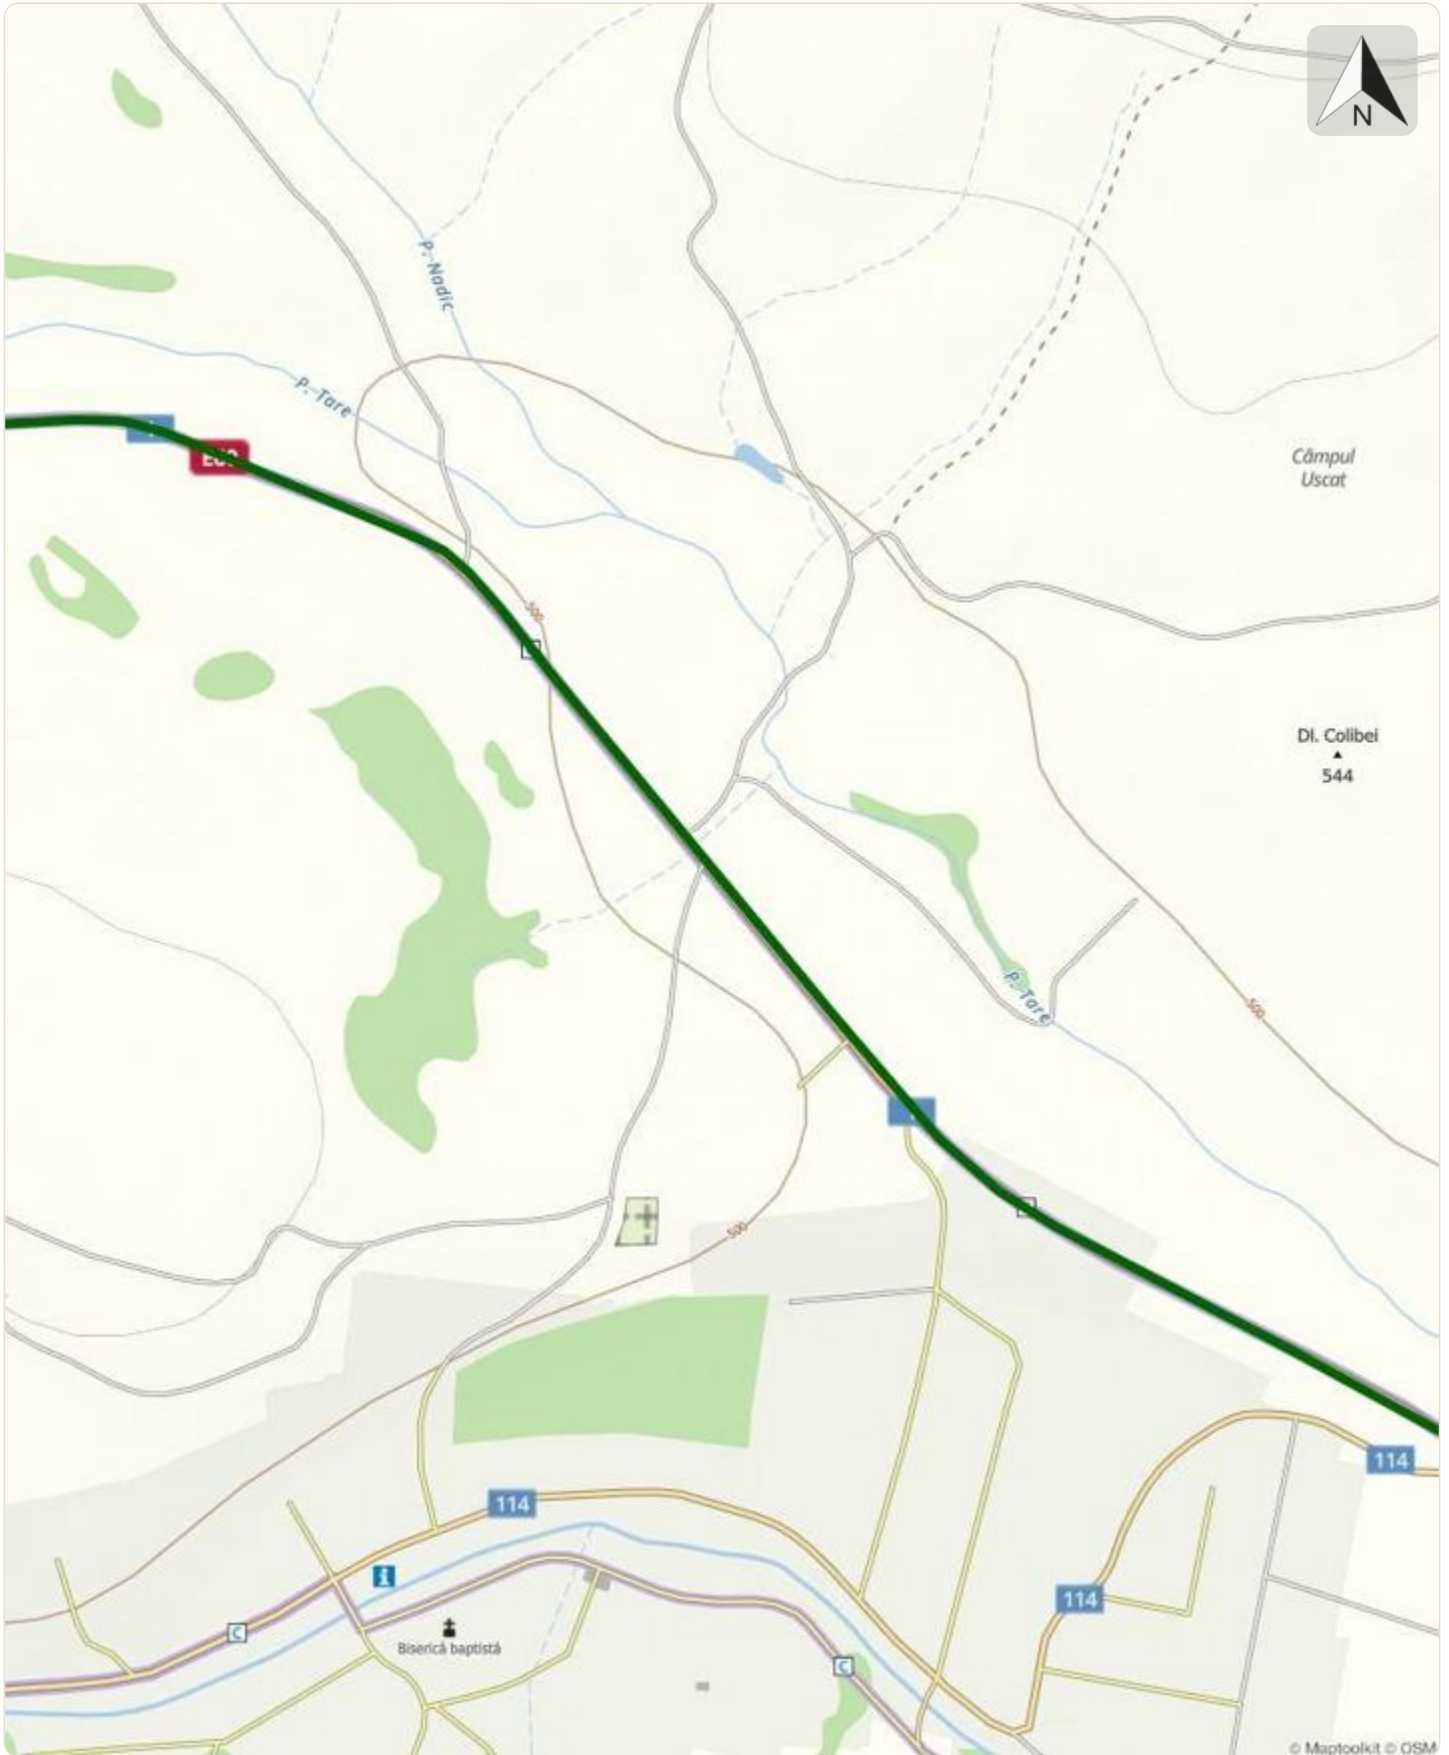 N
P. Nadic
P. Tare
Câmpul
Uscat
500
Dl. Colibei
544
P. Tare
500
500
114
114
114
C
Biserică baptistă
C
© Maptoolkit © OSM